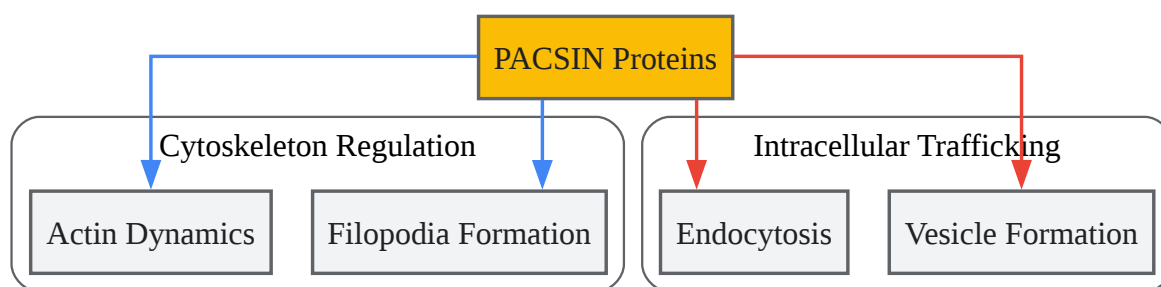 PACSIN Proteins
Cytoskeleton Regulation
Intracellular Trafficking
Actin Dynamics
Filopodia Formation
Endocytosis
Vesicle Formation